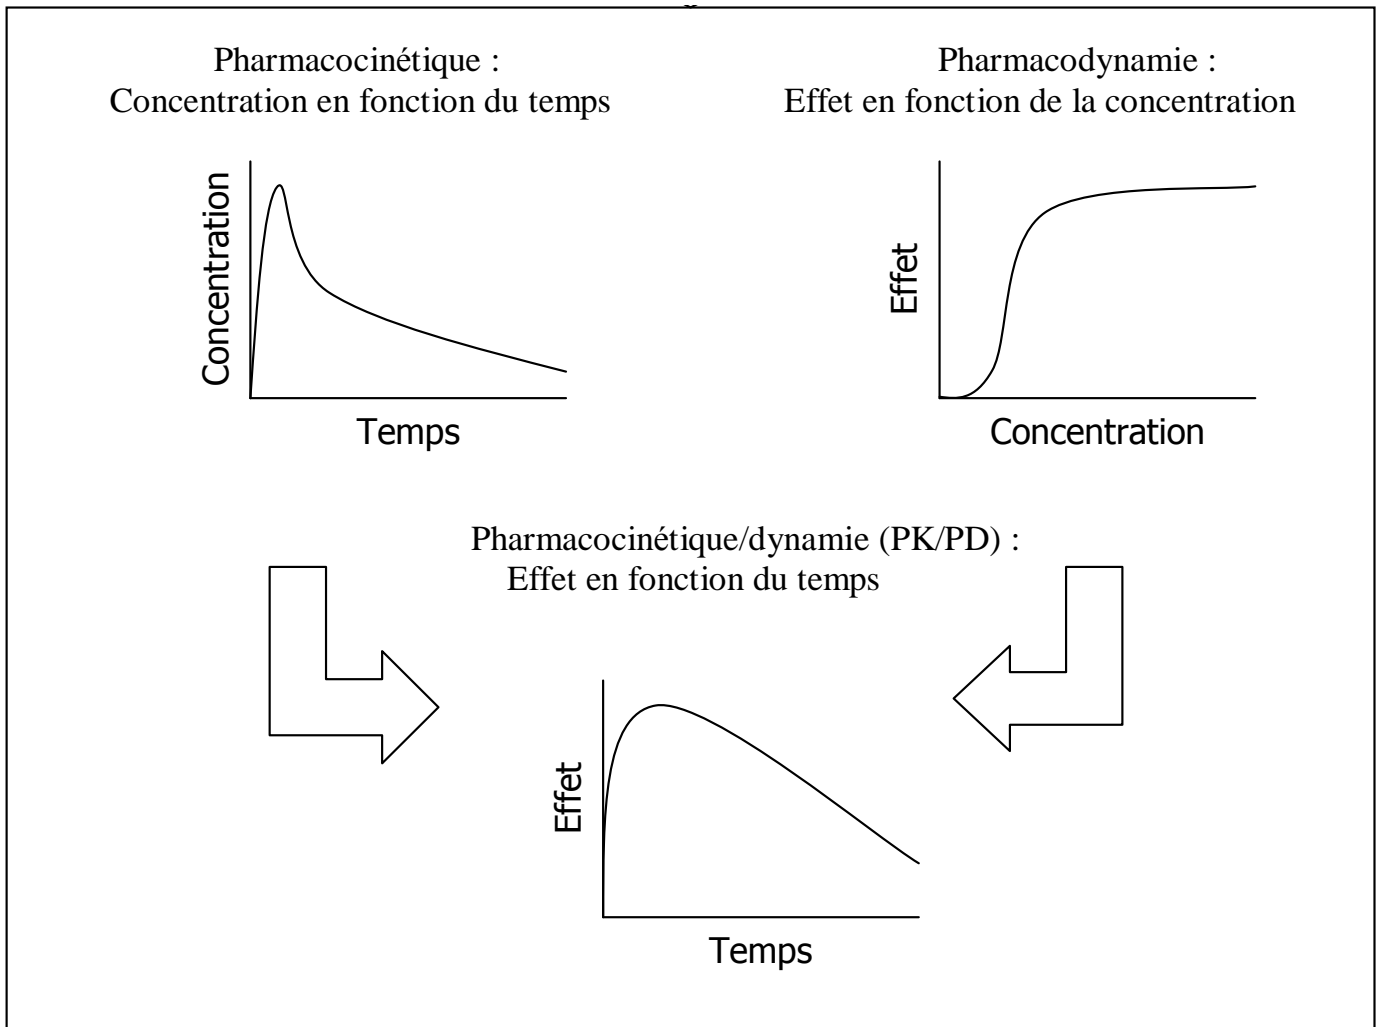 Pharmacocinétique :
Concentration en fonction du temps
Pharmacodynamie :
Effet en fonction de la concentration
Concentration
Temps
Effet
Concentration
Pharmacocinétique/dynamie (PK/PD) :
Effet en fonction du temps
Effet
Temps